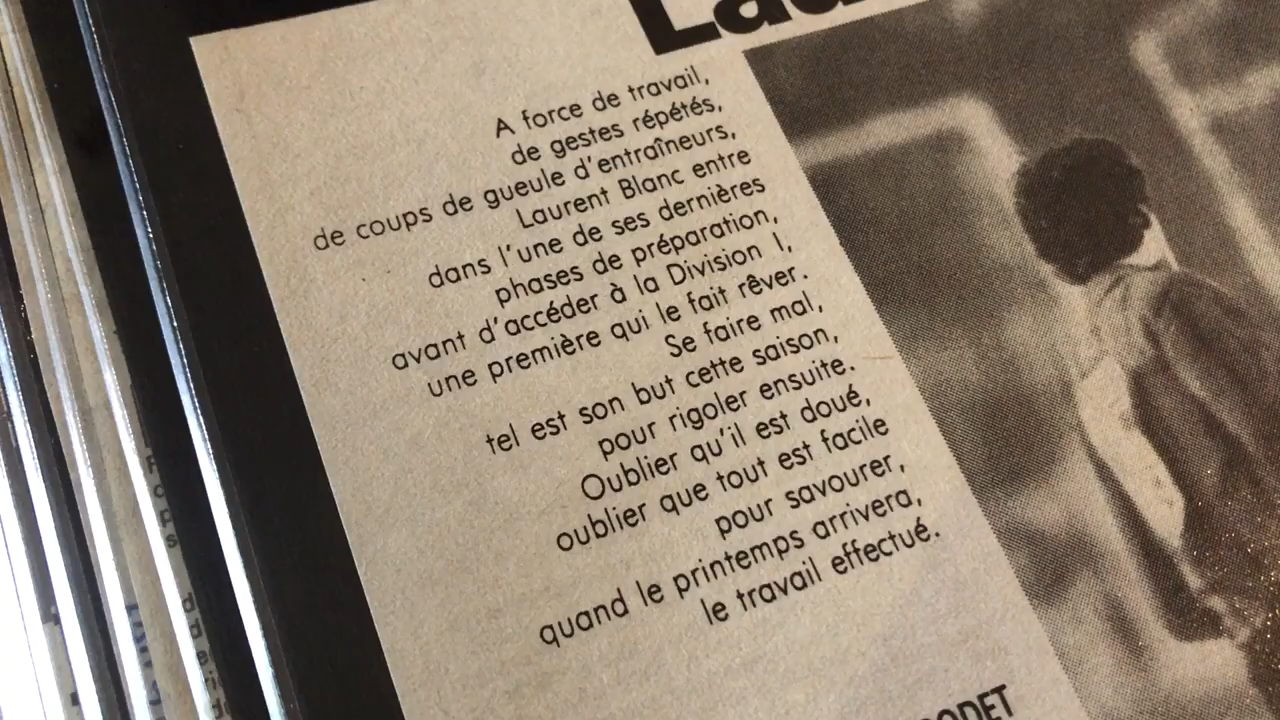 A force de travail,
de gestes répétés,
de coups de gueule d'entraîneurs,
Laurent Blanc entre
dans l'une de ses dernières
phases de préparation,
avant d'accéder à la Division I,
une première qui le fait rêver.
Se faire mal,
tel est son but cette saison,
pour rigoler ensuite.
Oublier qu'il est doué,
oublier que tout est facile
pour savourer,
quand le printemps arrivera,
le travail effectué.